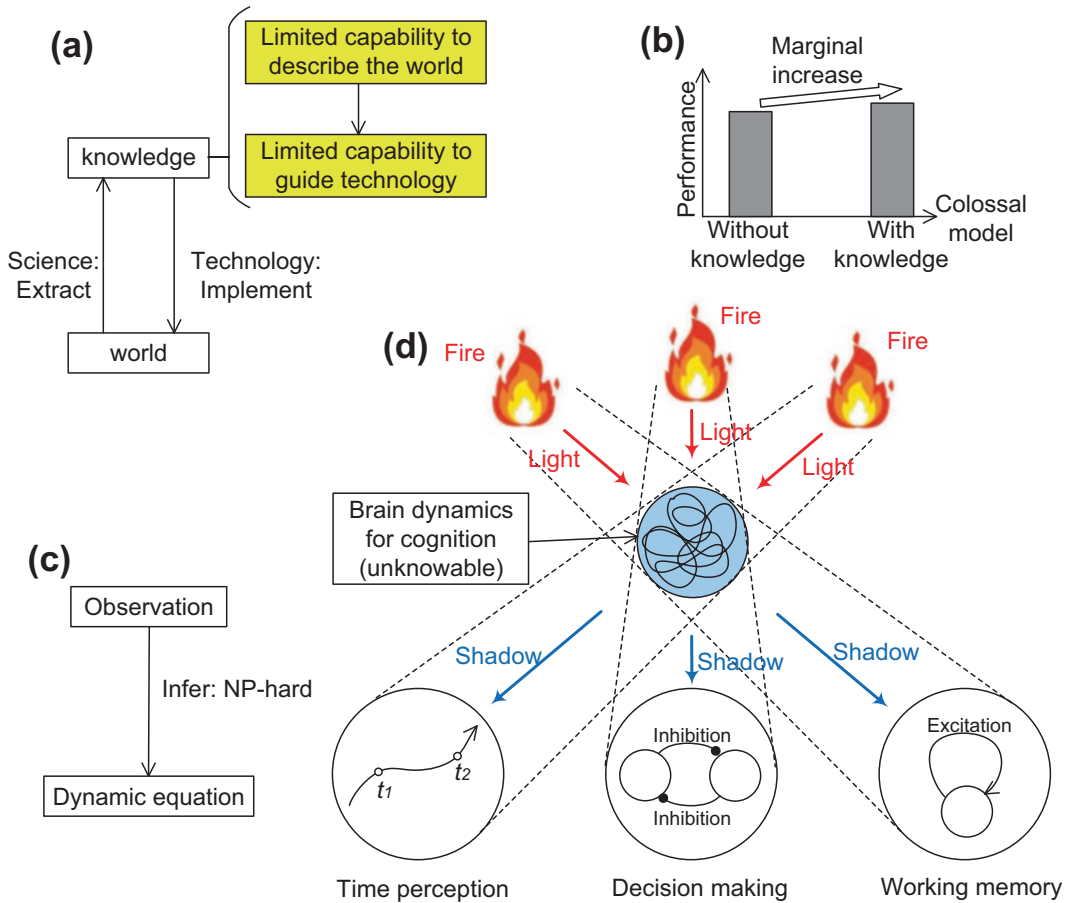 (a)
Limited capability to
describe the world
knowledge
Limited capability to
guide technology
Science:
Extract
Technology:
Implement
world
(b)
Marginal
increase
Performance
Without
knowledge
With
knowledge
Colossal
model
(c)
Observation
Infer: NP-hard
Dynamic equation
(d)
Fire
Fire
Fire
Light
Light
Light
Brain dynamics
for cognition
(unknowable)
Shadow
Shadow
Shadow
t1
t2
Inhibition
Inhibition
Excitation
Time perception
Decision making
Working memory